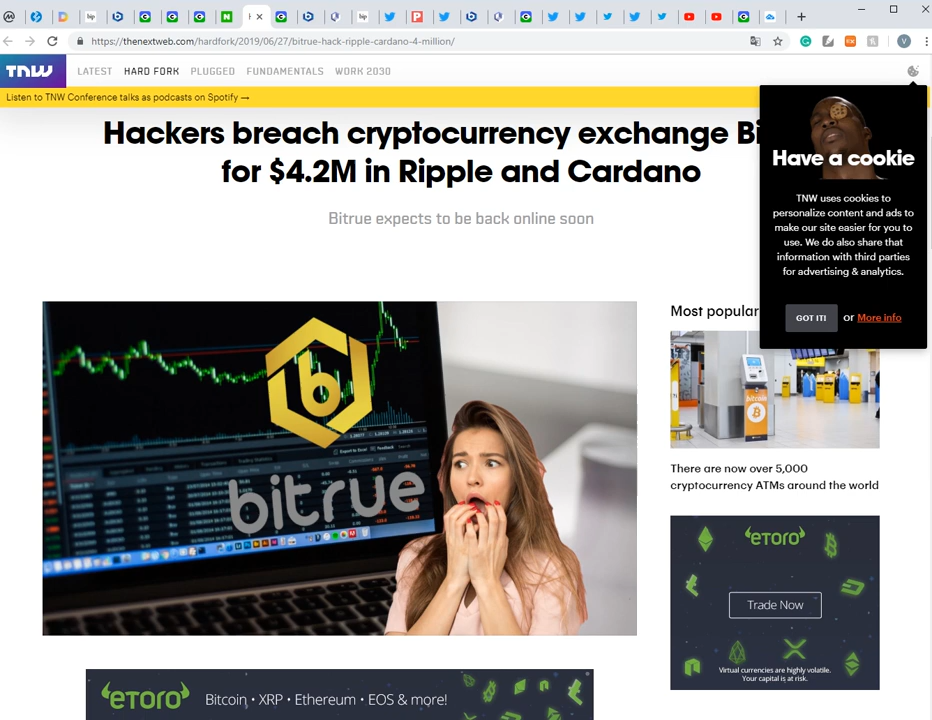 https://thenextweb.com/hardfork/2019/06/27/bitrue-hack-ripple-cardano-4-million/
V
TNW
LATEST HARD FORK PLUGGED FUNDAMENTALS WORK 2030
Listen to TNW Conference talks as podcasts on Spotify →
Hackers breach cryptocurrency exchange
for $4.2M in Ripple and Cardano
Bitrue expects to be back online soon
Have a cookie
TNW uses cookies to
personalize content and ads to
make our site easier for you to
use. We do also share that
information with third parties
for advertising & analytics.
GOT IT! or More info
bitrue
Most popular
bitcoin
There are now over 5,000
cryptocurrency ATMs around the world
eToro
Trade Now
Virtual currencies are highly volatile.
Your capital is at risk.
eToro Bitcoin • XRP • Ethereum • EOS & more!